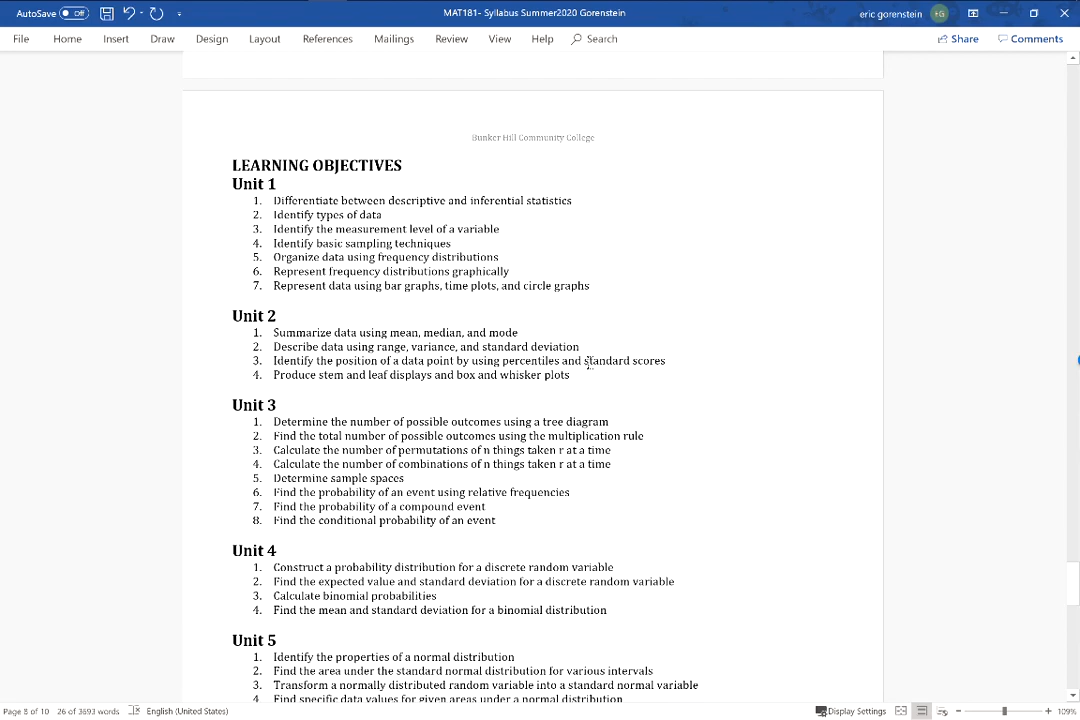 AutoSave Off
MAT181- Syllabus Summer2020 Gorenstein
eric gorenstein EG
File Home Insert Draw Design Layout References Mailings Review View Help Search Share Comments
Bunker Hill Community College
LEARNING OBJECTIVES
Unit 1
1. Differentiate between descriptive and inferential statistics
2. Identify types of data
3. Identify the measurement level of a variable
4. Identify basic sampling techniques
5. Organize data using frequency distributions
6. Represent frequency distributions graphically
7. Represent data using bar graphs, time plots, and circle graphs
Unit 2
1. Summarize data using mean, median, and mode
2. Describe data using range, variance, and standard deviation
3. Identify the position of a data point by using percentiles and standard scores
4. Produce stem and leaf displays and box and whisker plots
Unit 3
1. Determine the number of possible outcomes using a tree diagram
2. Find the total number of possible outcomes using the multiplication rule
3. Calculate the number of permutations of n things taken r at a time
4. Calculate the number of combinations of n things taken r at a time
5. Determine sample spaces
6. Find the probability of an event using relative frequencies
7. Find the probability of a compound event
8. Find the conditional probability of an event
Unit 4
1. Construct a probability distribution for a discrete random variable
2. Find the expected value and standard deviation for a discrete random variable
3. Calculate binomial probabilities
4. Find the mean and standard deviation for a binomial distribution
Unit 5
1. Identify the properties of a normal distribution
2. Find the area under the standard normal distribution for various intervals
3. Transform a normally distributed random variable into a standard normal variable
4. Find specific data values for given areas under a normal distribution
Page 8 of 10 26 of 3893 words English (United States) Display Settings 109%